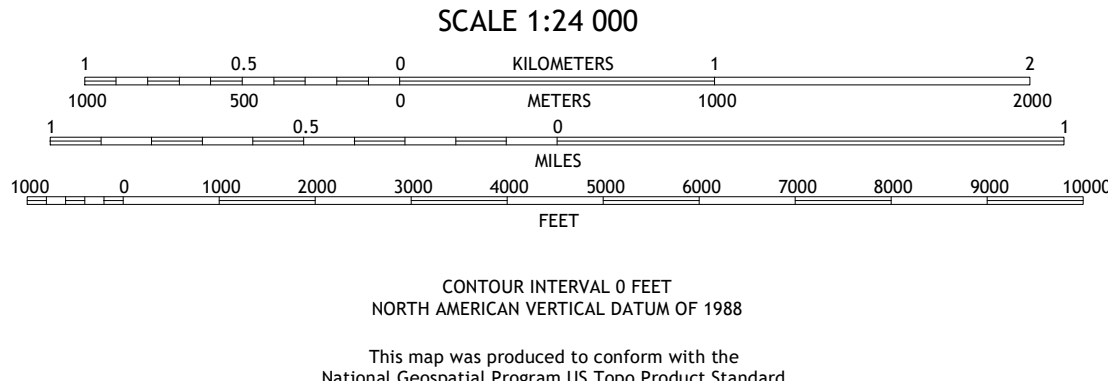 SCALE 1:24 000
1 0.5 0 KILOMETERS 1 2
1000 500 0 METERS 1000 2000
1 0.5 0 1
MILES
1000 0 1000 2000 3000 4000 5000 6000 7000 8000 9000 10000
FEET
CONTOUR INTERVAL 0 FEET
NORTH AMERICAN VERTICAL DATUM OF 1988
This map was produced to conform with the
National Geospatial Program US Topo Product Standard